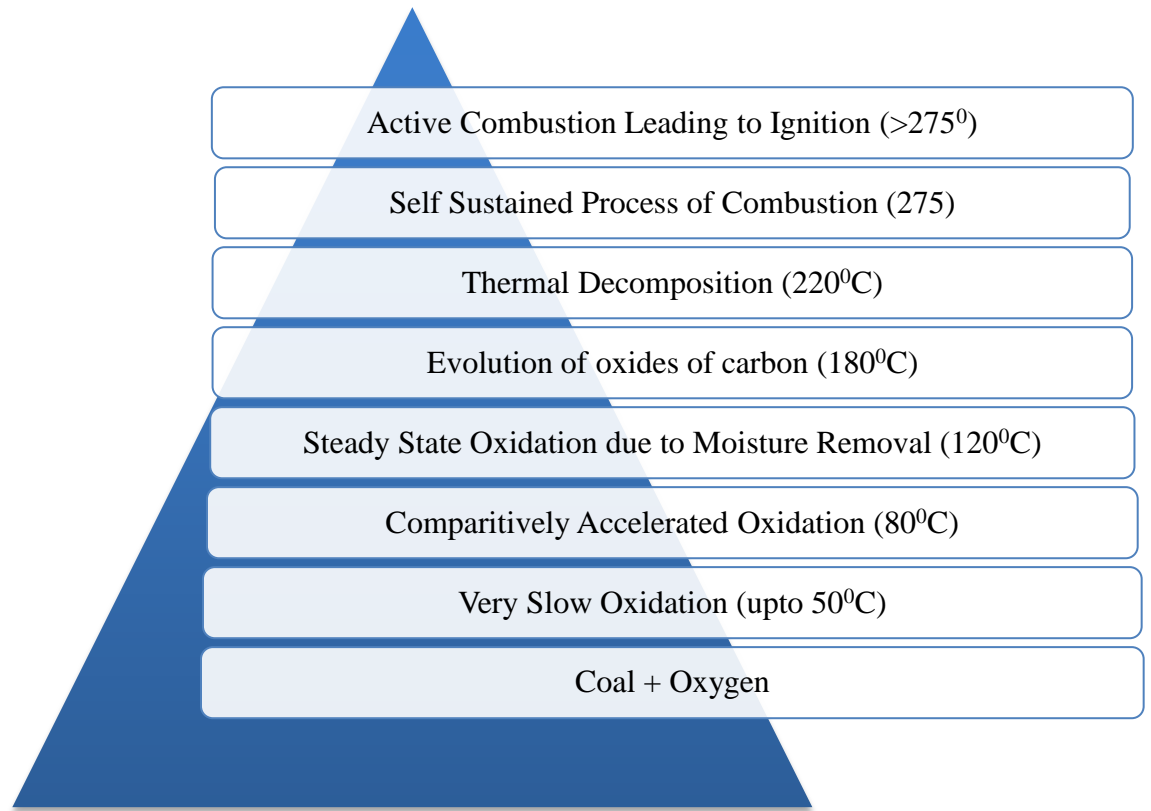 Active Combustion Leading to Ignition (>275⁰)
Self Sustained Process of Combustion (275)
Thermal Decomposition (220⁰C)
Evolution of oxides of carbon (180⁰C)
Steady State Oxidation due to Moisture Removal (120⁰C)
Comparitively Accelerated Oxidation (80⁰C)
Very Slow Oxidation (upto 50⁰C)
Coal + Oxygen